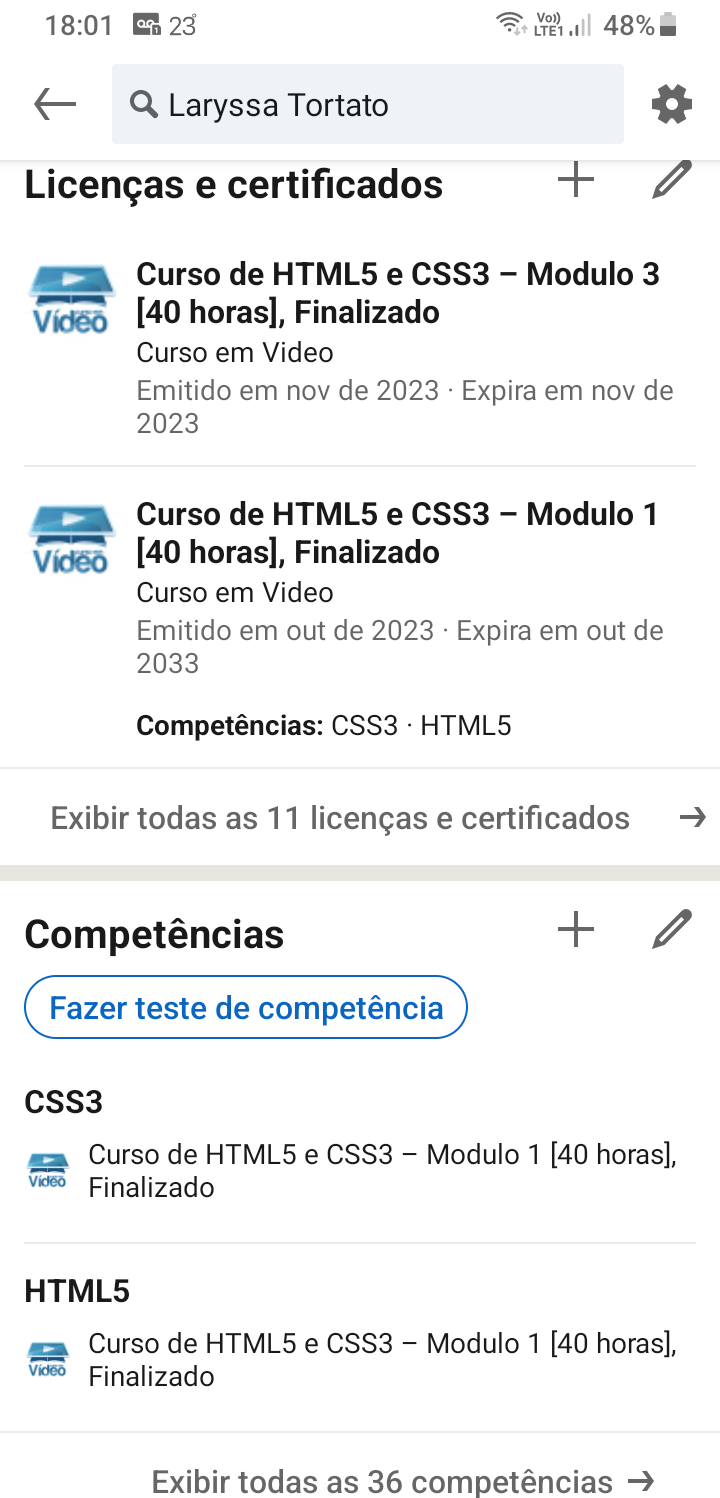 18:01 23° Vo)) LTE1 48%
Laryssa Tortato
Licenças e certificados
Curso de HTML5 e CSS3 – Modulo 3
[40 horas], Finalizado
Vídeo
Curso em Video
Emitido em nov de 2023 · Expira em nov de
2023
Curso de HTML5 e CSS3 – Modulo 1
[40 horas], Finalizado
Vídeo
Curso em Video
Emitido em out de 2023 · Expira em out de
2033
Competências: CSS3 · HTML5
Exibir todas as 11 licenças e certificados
Competências
Fazer teste de competência
CSS3
Curso de HTML5 e CSS3 – Modulo 1 [40 horas],
Vídeo
Finalizado
HTML5
Curso de HTML5 e CSS3 – Modulo 1 [40 horas],
Vídeo
Finalizado
Exibir todas as 36 competências